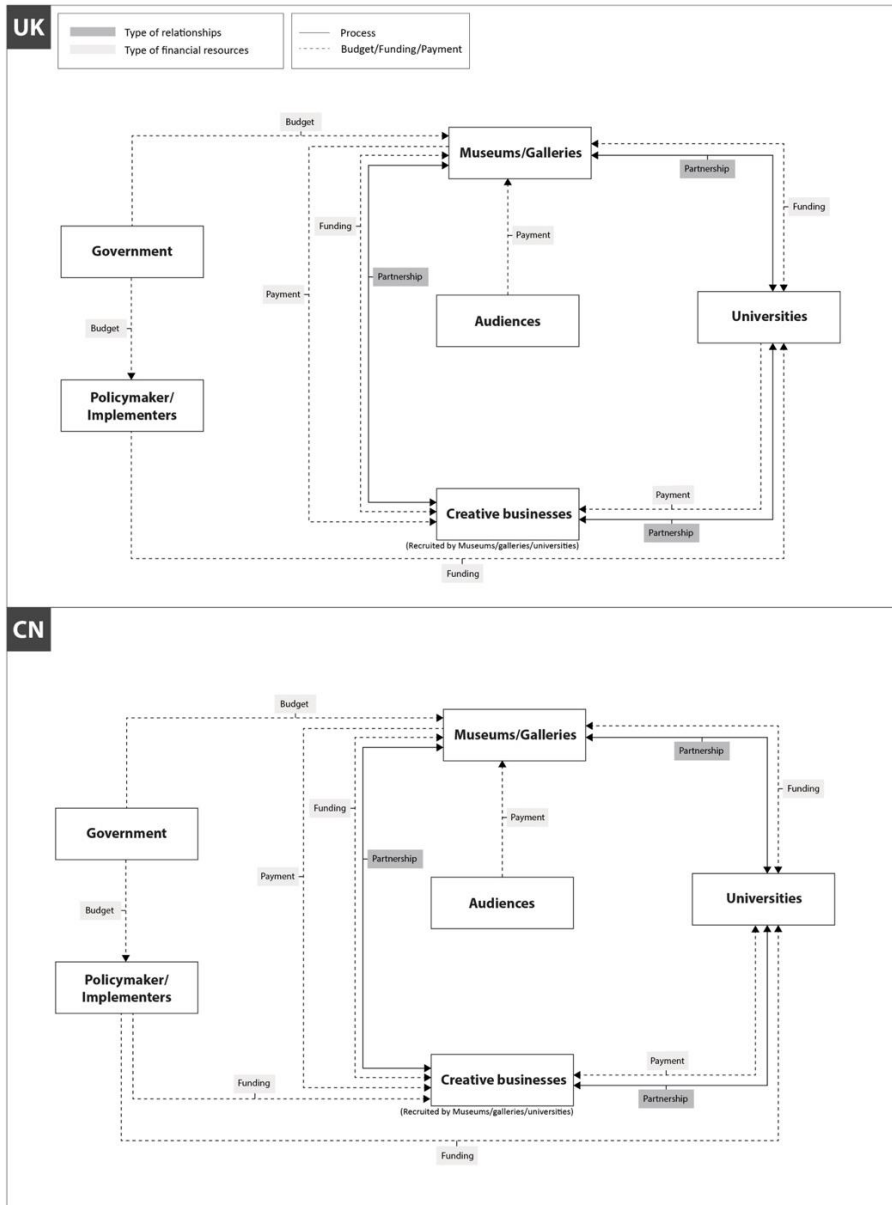 UK
Type of relationships
Type of financial resources
Process
Budget/Funding/Payment
Budget
Museums/Galleries
Partnership
Funding
Funding
Government
Payment
Partnership
Payment
Audiences
Universities
Budget
Policymaker/
Implementers
Payment
Creative businesses
Partnership
(Recruited by Museums/galleries/universities)
Funding
CN
Budget
Museums/Galleries
Partnership
Funding
Funding
Government
Payment
Partnership
Payment
Audiences
Universities
Budget
Policymaker/
Implementers
Payment
Funding
Creative businesses
Partnership
(Recruited by Museums/galleries/universities)
Funding